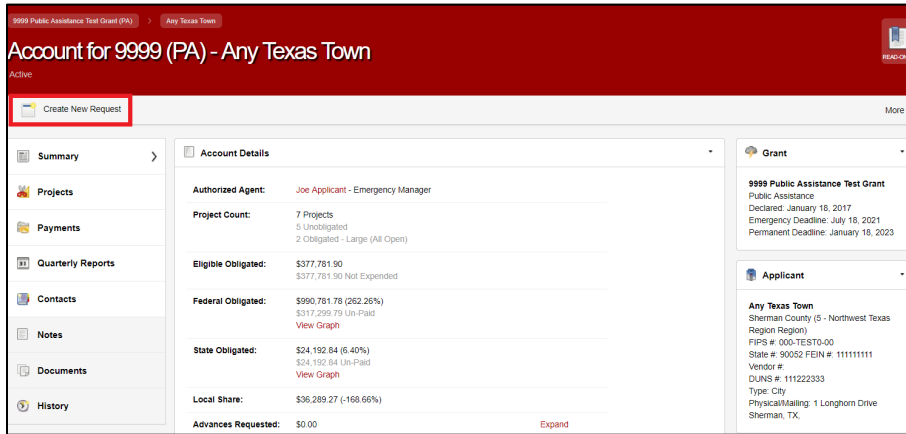 9999 Public Assistance Test Grant (PA) > Any Texas Town
Account for 9999 (PA) - Any Texas Town
Active
READ-ON
Create New Request
More
Summary
Projects
Payments
Quarterly Reports
Contacts
Notes
Documents
History
Account Details
Authorized Agent: Joe Applicant - Emergency Manager
Project Count: 7 Projects
5 Unobligated
2 Obligated - Large (All Open)
Eligible Obligated: $377,781.90
$377,781.90 Not Expended
Federal Obligated: $990,781.78 (262.26%)
$317,299.79 Un-Paid
View Graph
State Obligated: $24,192.84 (6.40%)
$24,192.84 Un-Paid
View Graph
Local Share: $36,289.27 (-168.66%)
Advances Requested: $0.00 Expand
Grant
9999 Public Assistance Test Grant
Public Assistance
Declared: January 18, 2017
Emergency Deadline: July 18, 2021
Permanent Deadline: January 18, 2023
Applicant
Any Texas Town
Sherman County (5 - Northwest Texas
Region Region)
FIPS #: 000-TEST0-00
State #: 90052 FEIN #: 111111111
Vendor #:
DUNS #: 111222333
Type: City
Physical/Mailing: 1 Longhorn Drive
Sherman, TX,